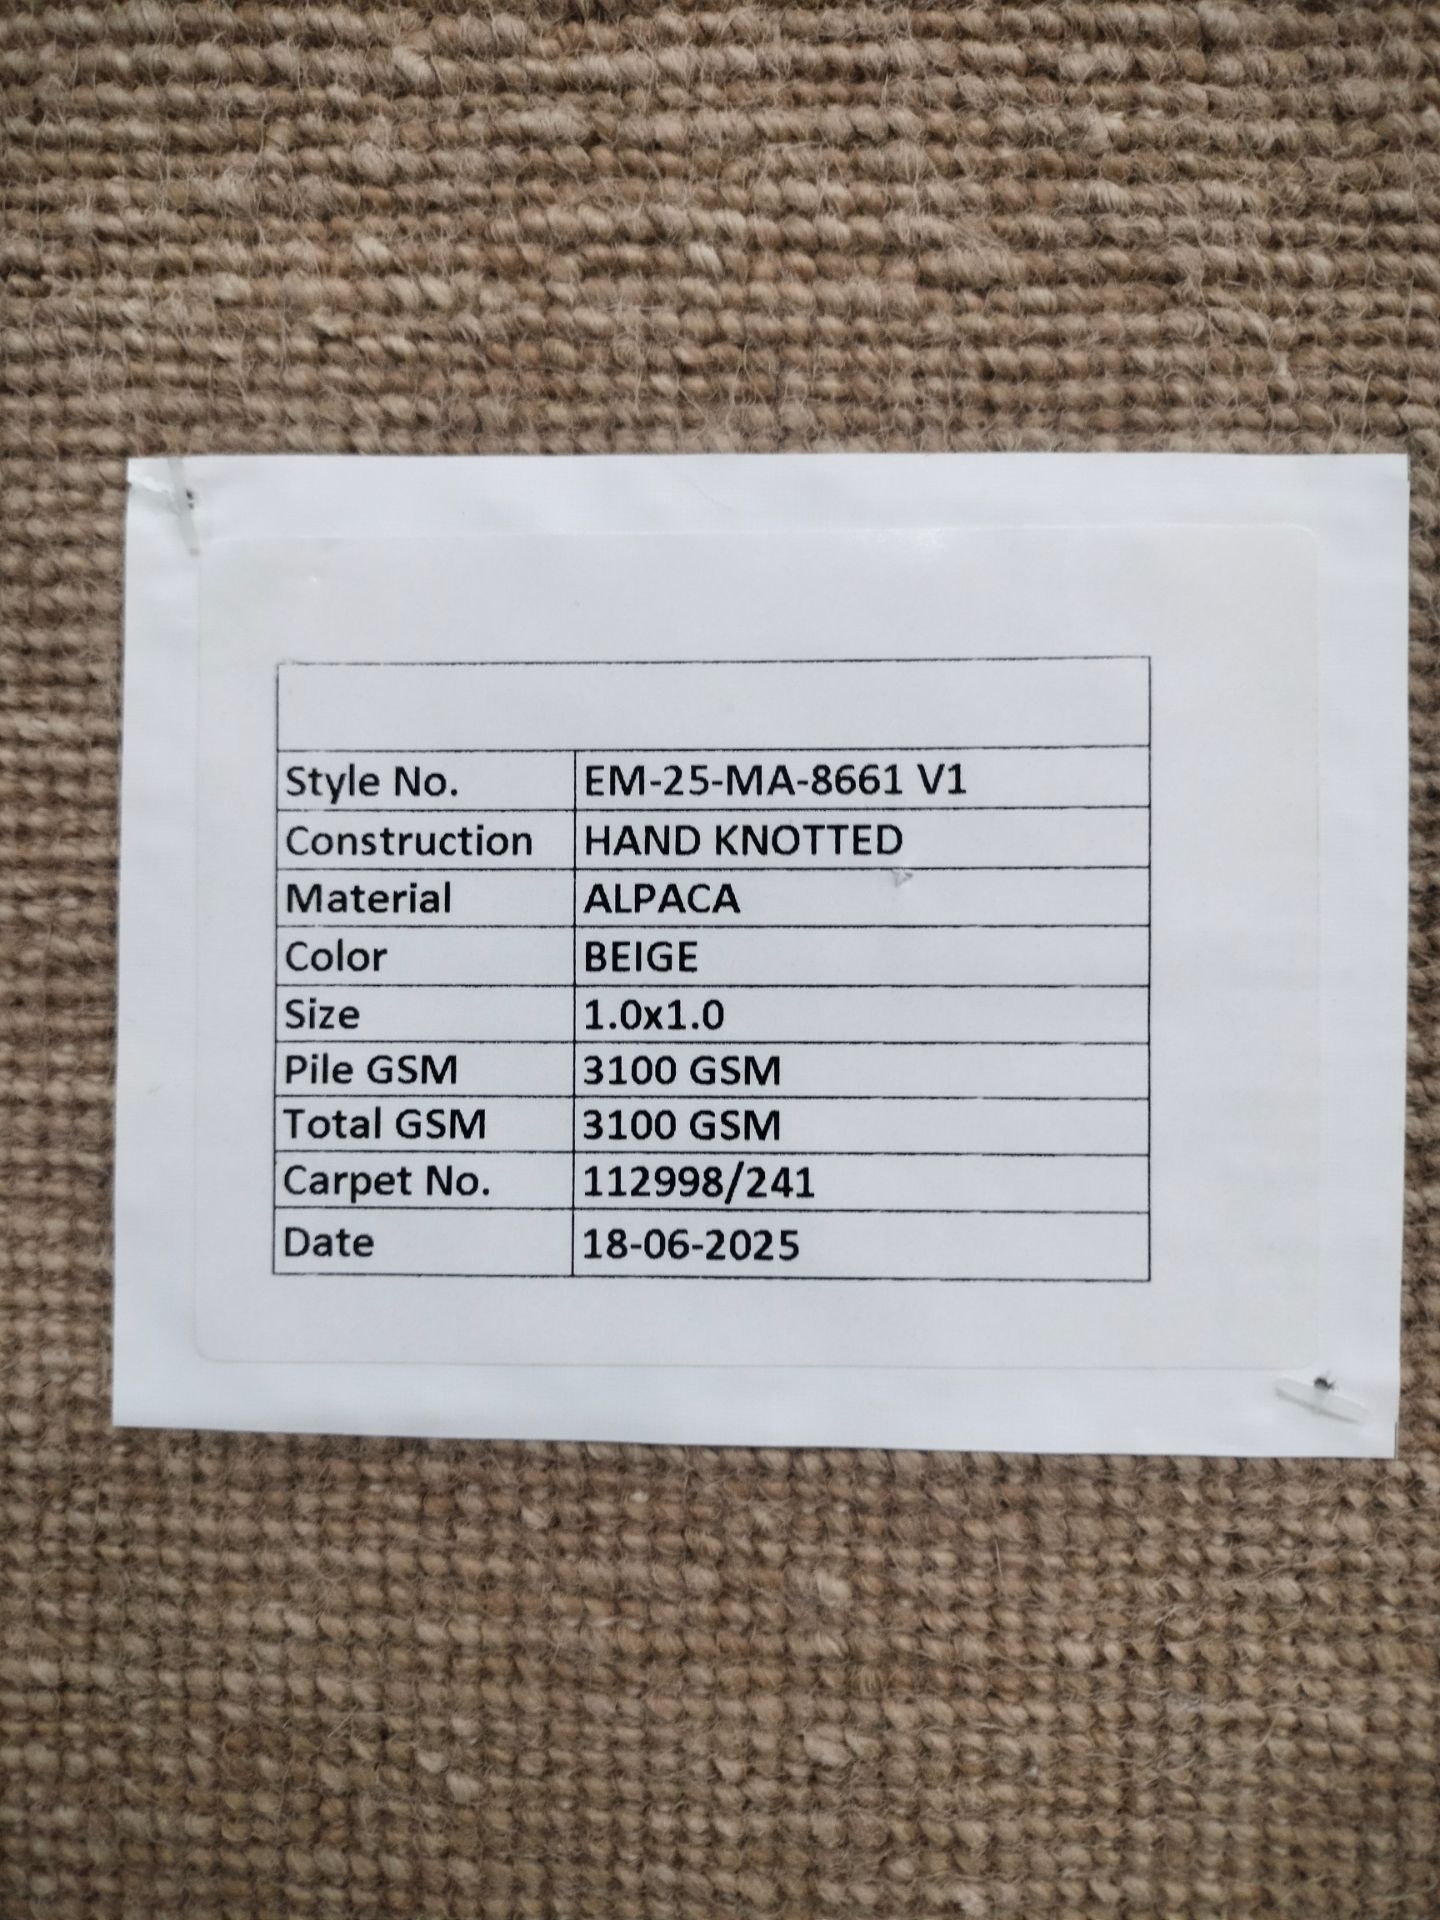 Style No. EM-25-MA-8661 V1
Construction HAND KNOTTED
Material ALPACA
Color BEIGE
Size 1.0x1.0
Pile GSM 3100 GSM
Total GSM 3100 GSM
Carpet No. 112998/241
Date 18-06-2025